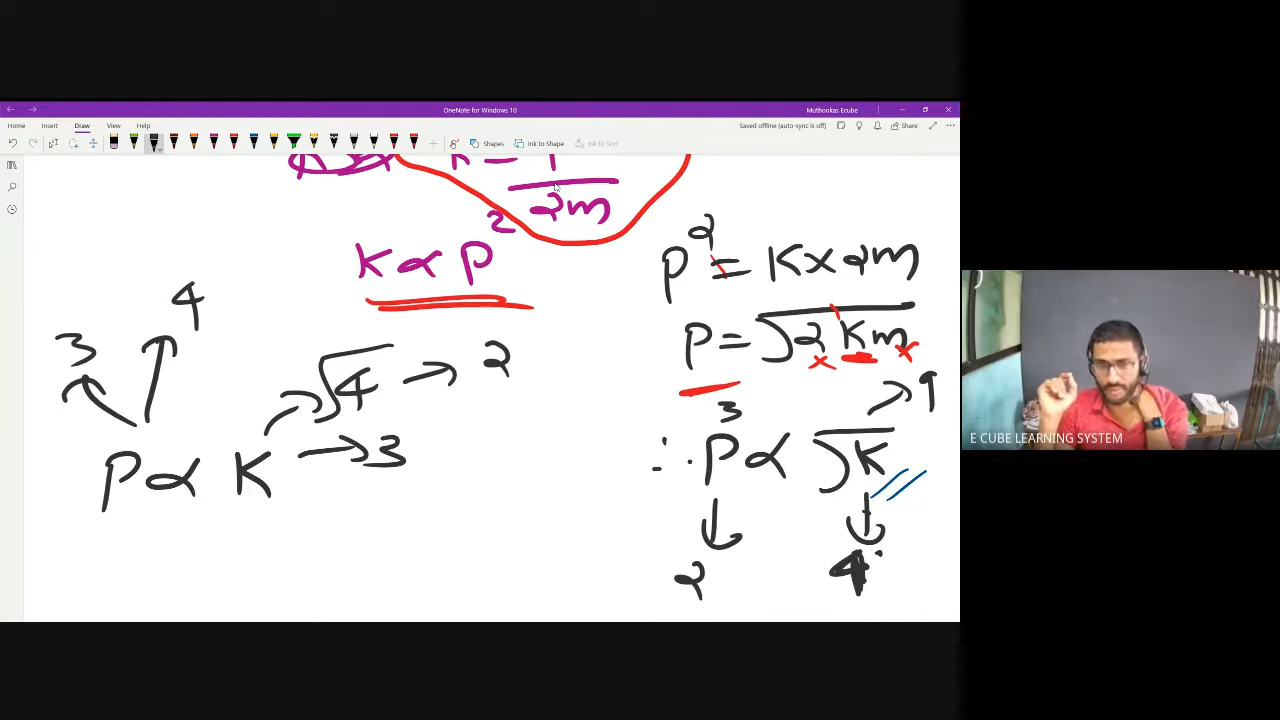 OneNote for Windows 10
Muthookas Ecube
Home Insert Draw View Help
Saved offline (auto-sync is off)
Share
Shapes
Ink to Shape
Ink to Text
2m
K ∝ P²
P² = K × 2m
P = √2Km
3 4
√4 → 2
P ∝ K → 3
3 9
∴ P ∝ √K
2 4
E CUBE LEARNING SYSTEM